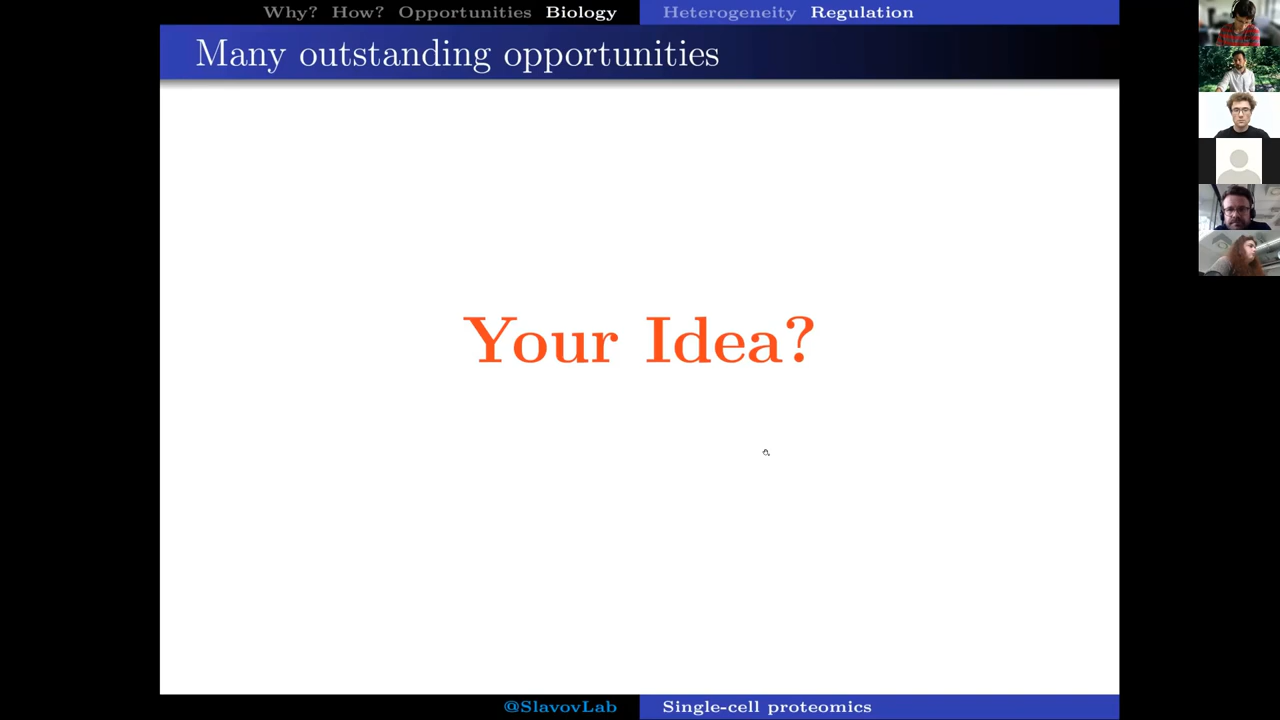 Why? How? Opportunities Biology Heterogeneity Regulation
Many outstanding opportunities
Your Idea?
@SlavovLab Single-cell proteomics